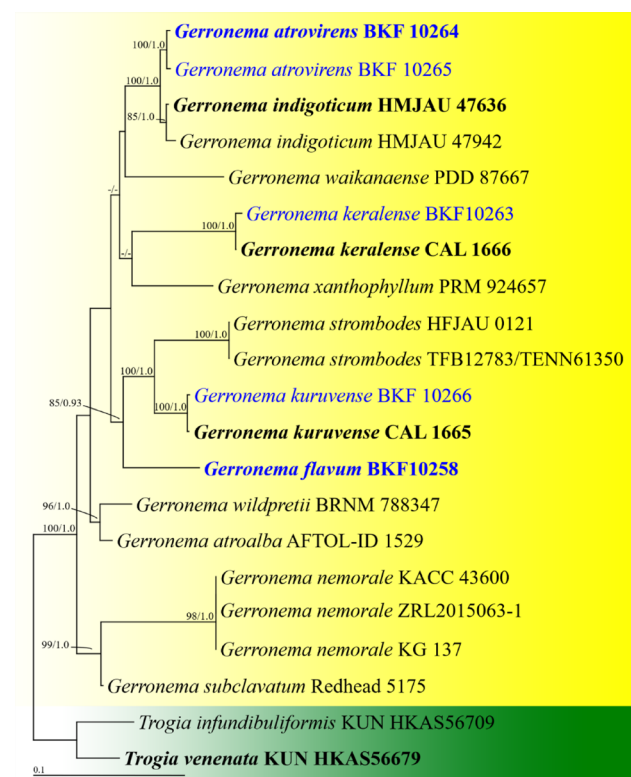 Gerronema atrovirens BKF 10264
100/1.0
Gerronema atrovirens BKF 10265
100/1.0
Gerronema indigoticum HMJAU 47636
85/1.0
Gerronema indigoticum HMJAU 47942
Gerronema waikanaense PDD 87667
-/-
Gerronema keralense BKF10263
100/1.0
Gerronema keralense CAL 1666
-/-
Gerronema xanthophyllum PRM 924657
Gerronema strombodes HFJAU 0121
100/1.0
Gerronema strombodes TFB12783/TENN61350
100/1.0
Gerronema kuruvense BKF 10266
85/0.93
100/1.0
Gerronema kuruvense CAL 1665
Gerronema flavum BKF10258
Gerronema wildpretii BRNM 788347
96/1.0
100/1.0
Gerronema atroalba AFTOL-ID 1529
Gerronema nemorale KACC 43600
Gerronema nemorale ZRL2015063-1
98/1.0
Gerronema nemorale KG 137
99/1.0
Gerronema subclavatum Redhead 5175
Trogia infundibuliformis KUN HKAS56709
Trogia venenata KUN HKAS56679
0.1